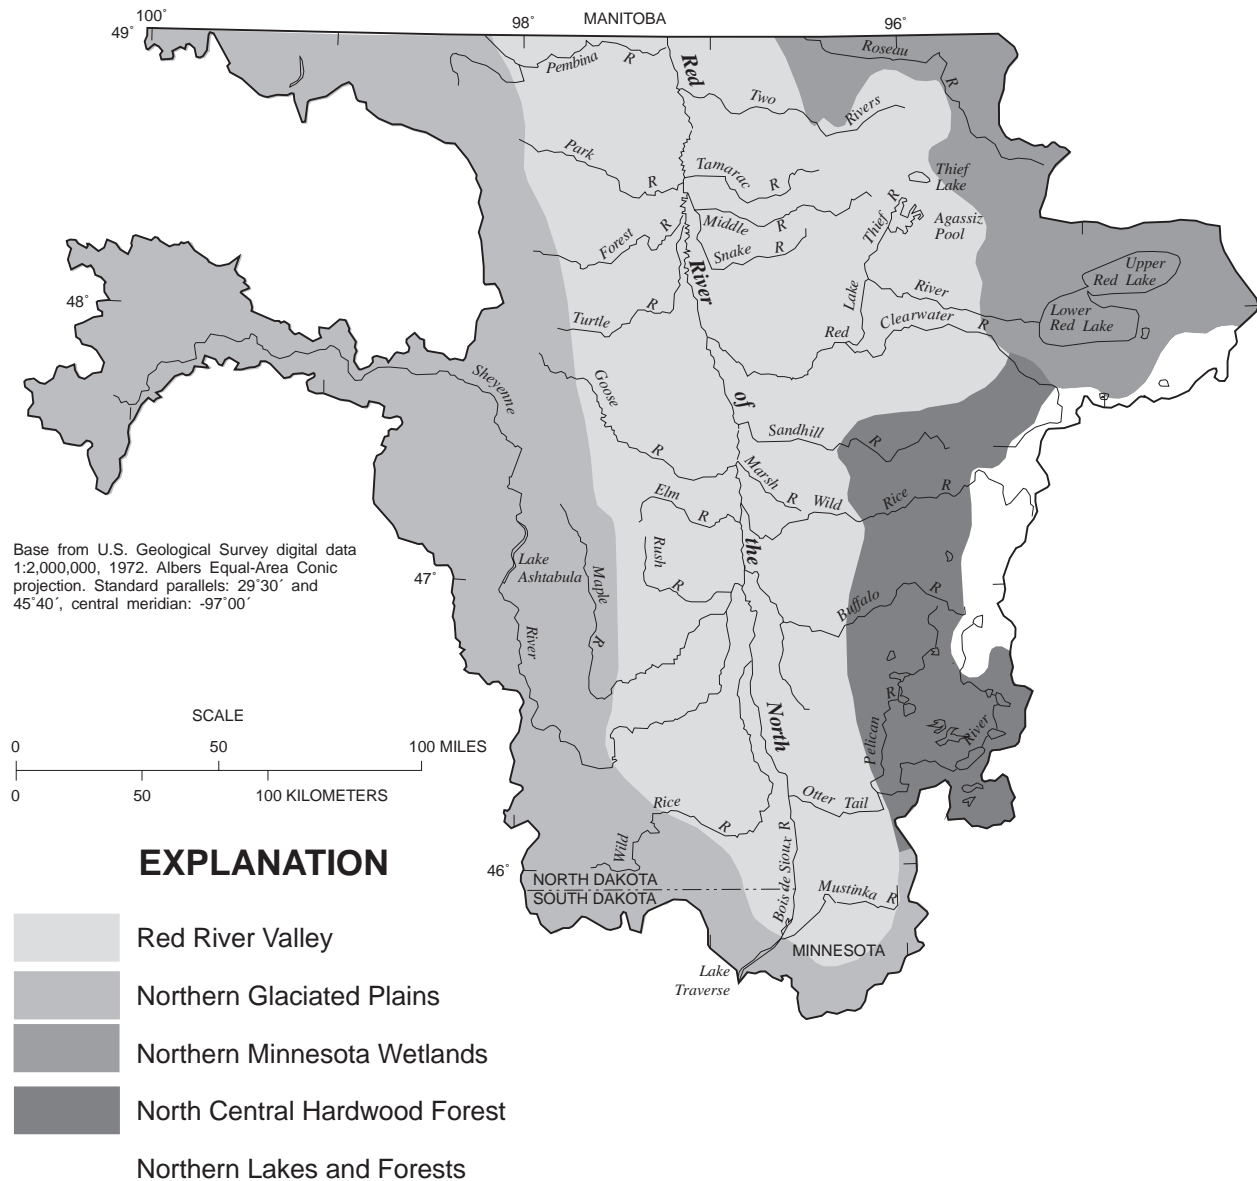 100°
49°
98°
MANITOBA
96°
Roseau
R
Pembina R
Red
Two
Rivers
Park
R
Tamarac
R
Thief
Lake
Middle
R
Thief
R
Agassiz
Pool
Forest
R
Snake R
River
Upper
Red Lake
48°
Lake
River
Lower
Red Lake
Turtle
R
Red
Clearwater
R
Sheyenne
Goose
of
Sandhill
R
R
Marsh
R
Wild
Rice
R
Elm
R
Base from U.S. Geological Survey digital data
1:2,000,000, 1972. Albers Equal-Area Conic
projection. Standard parallels: 29°30´ and
45°40´, central meridian: -97°00´
47°
Lake
Ashtabula
Maple
R
Rush
R
the
Buffalo
R
River
North
Pelican
R
River
SCALE
0
50
100 MILES
0
50
100 KILOMETERS
Otter Tail
Rice
R
Wild
Bois de Sioux R
EXPLANATION
46°
NORTH DAKOTA
SOUTH DAKOTA
Mustinka R
MINNESOTA
Lake
Traverse
Red River Valley
Northern Glaciated Plains
Northern Minnesota Wetlands
North Central Hardwood Forest
Northern Lakes and Forests